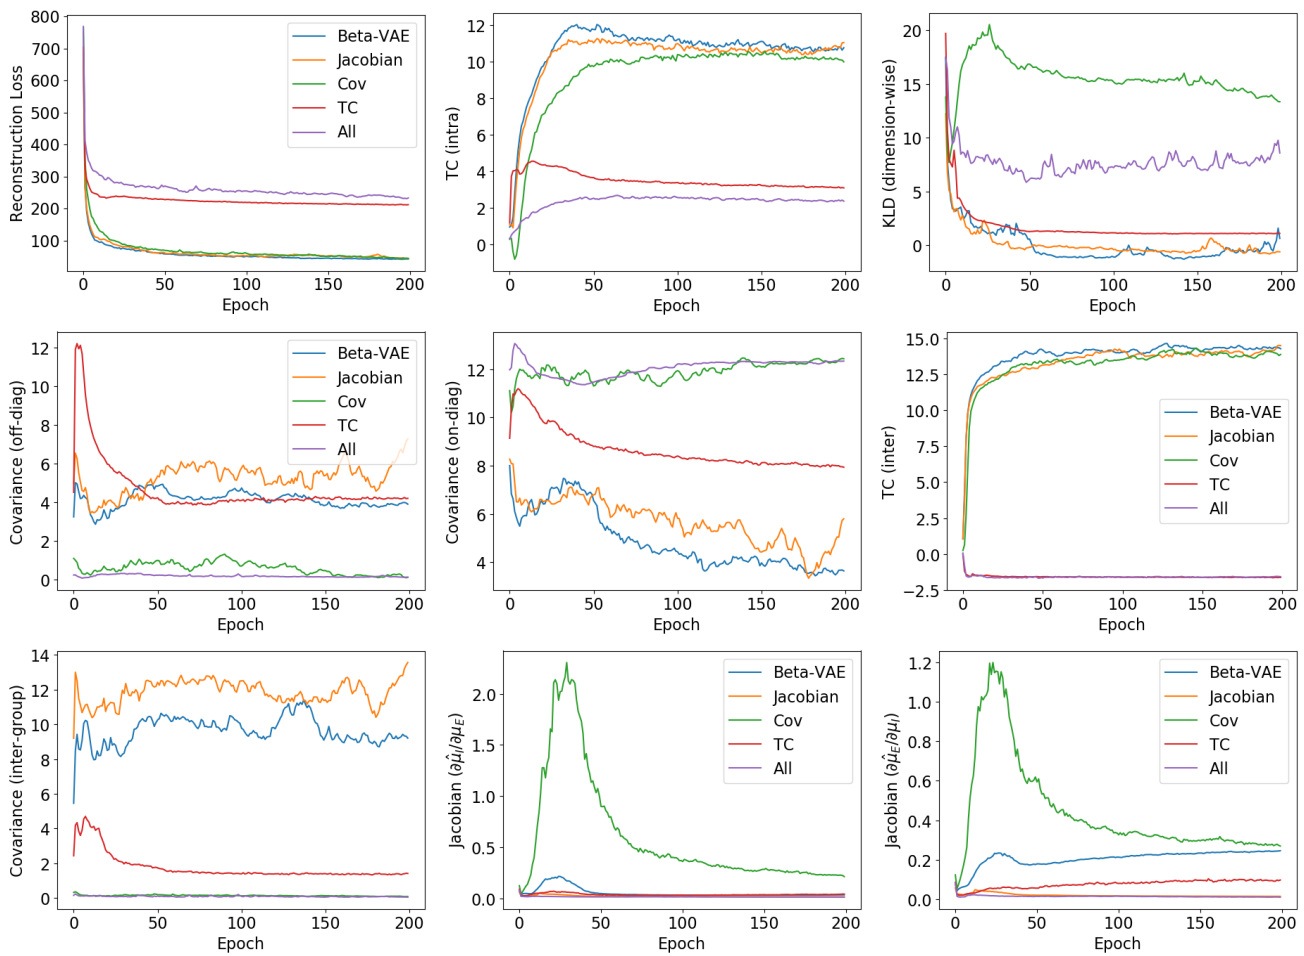 800
700
600
500
400
300
200
100
0
50
100
150
200
Reconstruction Loss
Epoch
Beta-VAE
Jacobian
Cov
TC
All
12
10
8
6
4
2
0
0
50
100
150
200
TC (intra)
Epoch
20
15
10
5
0
0
50
100
150
200
KLD (dimension-wise)
Epoch
12
10
8
6
4
2
0
0
50
100
150
200
Covariance (off-diag)
Epoch
Beta-VAE
Jacobian
Cov
TC
All
12
10
8
6
4
0
50
100
150
200
Covariance (on-diag)
Epoch
15.0
12.5
10.0
7.5
5.0
2.5
0.0
−2.5
0
50
100
150
200
TC (inter)
Epoch
Beta-VAE
Jacobian
Cov
TC
All
14
12
10
8
6
4
2
0
0
50
100
150
200
Covariance (inter-group)
Epoch
2.0
1.5
1.0
0.5
0.0
0
50
100
150
200
Jacobian (∂μ̂_I/∂μ_E)
Epoch
Beta-VAE
Jacobian
Cov
TC
All
1.2
1.0
0.8
0.6
0.4
0.2
0.0
0
50
100
150
200
Jacobian (∂μ̂_E/∂μ_I)
Epoch
Beta-VAE
Jacobian
Cov
TC
All